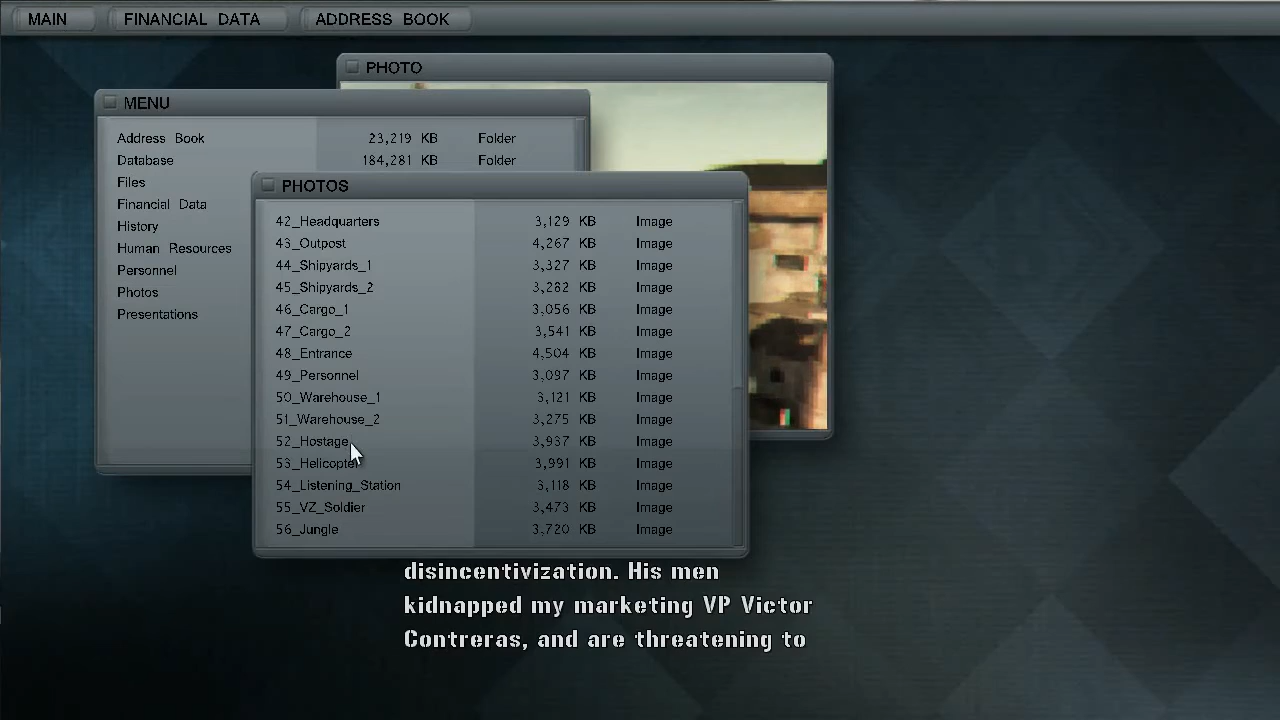 MAIN FINANCIAL DATA ADDRESS BOOK
PHOTO
MENU
Address Book 23,219 KB Folder
Database 184,281 KB Folder
Files
Financial Data
History
Human Resources
Personnel
Photos
Presentations
PHOTOS
42_Headquarters 3,129 KB Image
43_Outpost 4,267 KB Image
44_Shipyards_1 3,327 KB Image
45_Shipyards_2 3,282 KB Image
46_Cargo_1 3,056 KB Image
47_Cargo_2 3,541 KB Image
48_Entrance 4,504 KB Image
49_Personnel 3,097 KB Image
50_Warehouse_1 3,121 KB Image
51_Warehouse_2 3,275 KB Image
52_Hostage 3,937 KB Image
53_Helicopter 3,991 KB Image
54_Listening_Station 3,118 KB Image
55_VZ_Soldier 3,473 KB Image
56_Jungle 3,720 KB Image
disincentivization. His men
kidnapped my marketing VP Victor
Contreras, and are threatening to